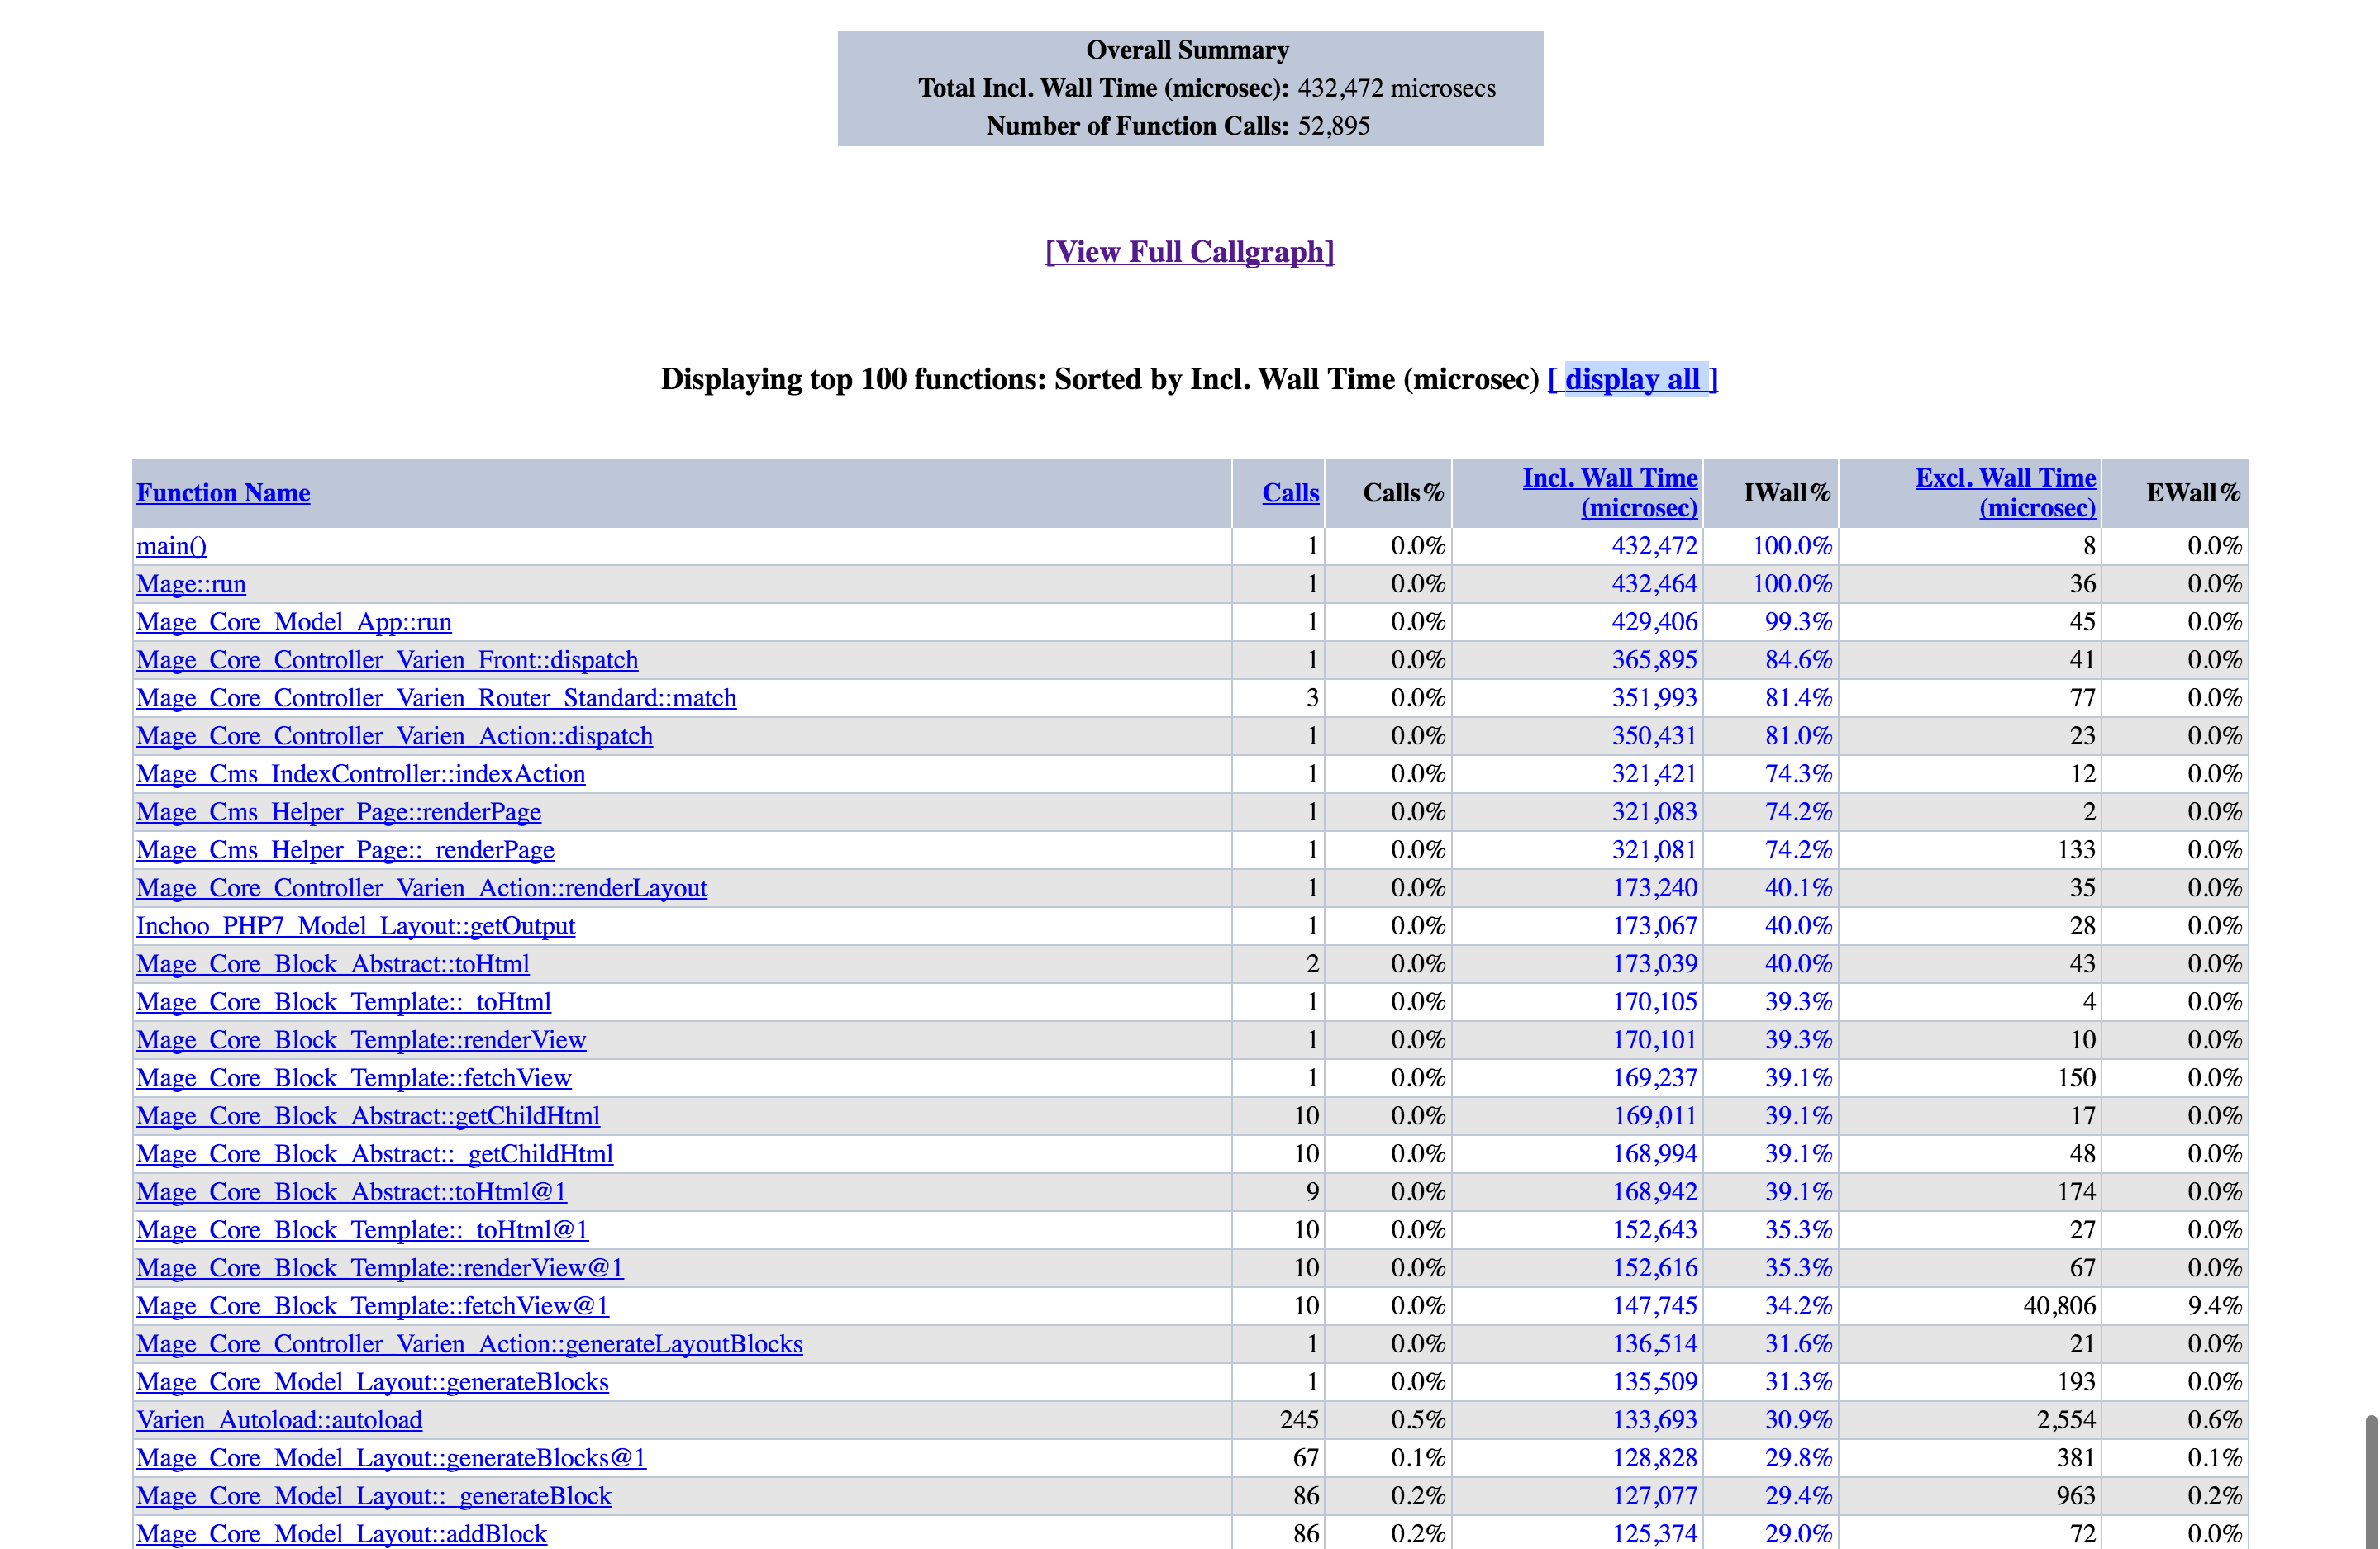 Overall Summary
Total Incl. Wall Time (microsec): 432,472 microsecs
Number of Function Calls: 52,895
[View Full Callgraph]
Displaying top 100 functions: Sorted by Incl. Wall Time (microsec) [ display all ]
Function Name Calls Calls% Incl. Wall Time (microsec) IWall% Excl. Wall Time (microsec) EWall%
main() 1 0.0% 432,472 100.0% 8 0.0%
Mage::run 1 0.0% 432,464 100.0% 36 0.0%
Mage_Core_Model_App::run 1 0.0% 429,406 99.3% 45 0.0%
Mage_Core_Controller_Varien_Front::dispatch 1 0.0% 365,895 84.6% 41 0.0%
Mage_Core_Controller_Varien_Router_Standard::match 3 0.0% 351,993 81.4% 77 0.0%
Mage_Core_Controller_Varien_Action::dispatch 1 0.0% 350,431 81.0% 23 0.0%
Mage_Cms_IndexController::indexAction 1 0.0% 321,421 74.3% 12 0.0%
Mage_Cms_Helper_Page::renderPage 1 0.0% 321,083 74.2% 2 0.0%
Mage_Cms_Helper_Page::_renderPage 1 0.0% 321,081 74.2% 133 0.0%
Mage_Core_Controller_Varien_Action::renderLayout 1 0.0% 173,240 40.1% 35 0.0%
Inchoo_PHP7_Model_Layout::getOutput 1 0.0% 173,067 40.0% 28 0.0%
Mage_Core_Block_Abstract::toHtml 2 0.0% 173,039 40.0% 43 0.0%
Mage_Core_Block_Template::_toHtml 1 0.0% 170,105 39.3% 4 0.0%
Mage_Core_Block_Template::renderView 1 0.0% 170,101 39.3% 10 0.0%
Mage_Core_Block_Template::fetchView 1 0.0% 169,237 39.1% 150 0.0%
Mage_Core_Block_Abstract::getChildHtml 10 0.0% 169,011 39.1% 17 0.0%
Mage_Core_Block_Abstract::_getChildHtml 10 0.0% 168,994 39.1% 48 0.0%
Mage_Core_Block_Abstract::toHtml@1 9 0.0% 168,942 39.1% 174 0.0%
Mage_Core_Block_Template::_toHtml@1 10 0.0% 152,643 35.3% 27 0.0%
Mage_Core_Block_Template::renderView@1 10 0.0% 152,616 35.3% 67 0.0%
Mage_Core_Block_Template::fetchView@1 10 0.0% 147,745 34.2% 40,806 9.4%
Mage_Core_Controller_Varien_Action::generateLayoutBlocks 1 0.0% 136,514 31.6% 21 0.0%
Mage_Core_Model_Layout::generateBlocks 1 0.0% 135,509 31.3% 193 0.0%
Varien_Autoload::autoload 245 0.5% 133,693 30.9% 2,554 0.6%
Mage_Core_Model_Layout::generateBlocks@1 67 0.1% 128,828 29.8% 381 0.1%
Mage_Core_Model_Layout::_generateBlock 86 0.2% 127,077 29.4% 963 0.2%
Mage_Core_Model_Layout::addBlock 86 0.2% 125,374 29.0% 72 0.0%